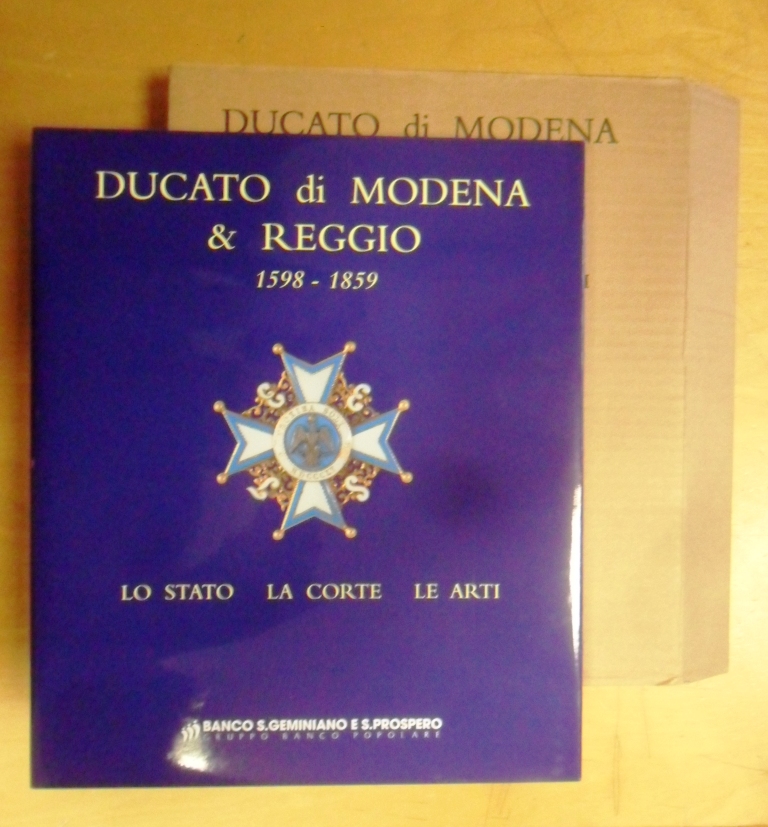 DUCATO di MODENA
DUCATO di MODENA
& REGGIO
1598 - 1859
LO STATO LA CORTE LE ARTI
BANCO S.GEMINIANO E S.PROSPERO
GRUPPO BANCO POPOLARE